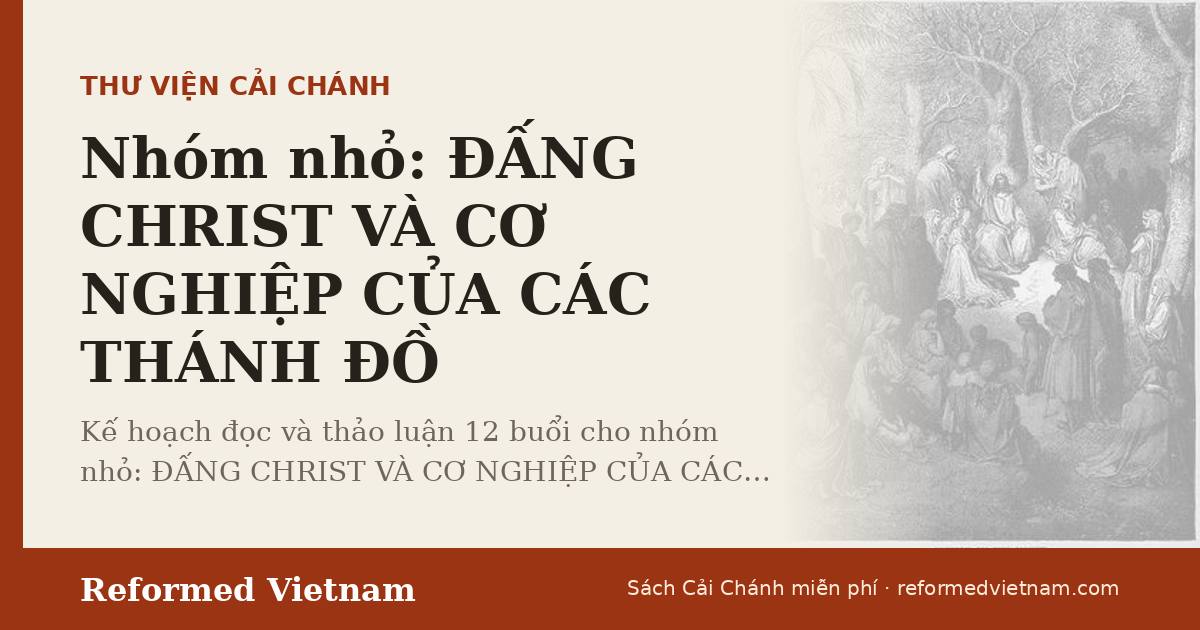 THƯ VIỆN CẢI CHÁNH
Nhóm nhỏ: ĐẤNG
CHRIST VÀ CƠ
NGHIỆP CỦA CÁC
THÁNH ĐỒ
Kế hoạch đọc và thảo luận 12 buổi cho nhóm
nhỏ: ĐẤNG CHRIST VÀ CƠ NGHIỆP CỦA CÁC…
Reformed Vietnam
Sách Cải Chánh miễn phí · reformedvietnam.com